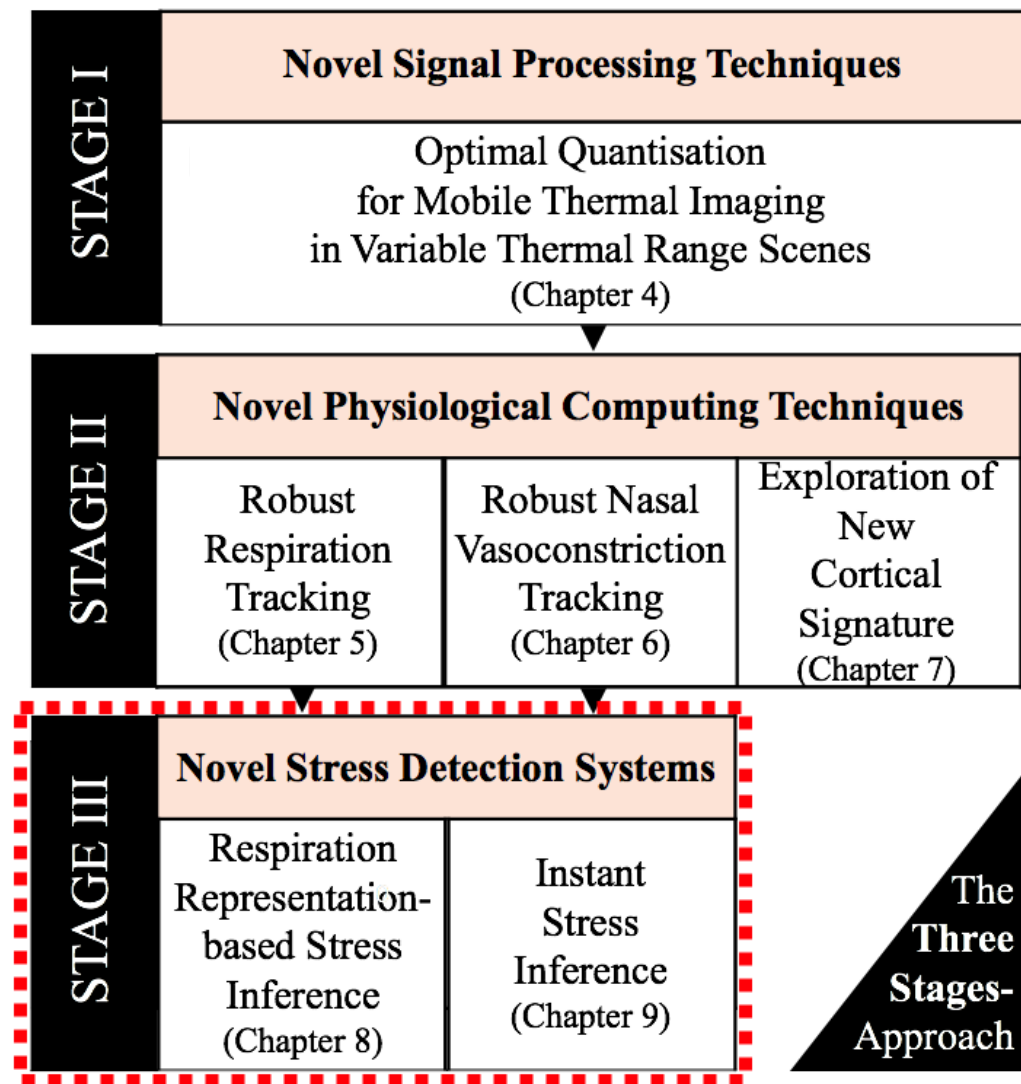 STAGE I
Novel Signal Processing Techniques
Optimal Quantisation
for Mobile Thermal Imaging
in Variable Thermal Range Scenes
(Chapter 4)
STAGE II
Novel Physiological Computing Techniques
Robust
Respiration
Tracking
(Chapter 5)
Robust Nasal
Vasoconstriction
Tracking
(Chapter 6)
Exploration of
New
Cortical
Signature
(Chapter 7)
STAGE III
Novel Stress Detection Systems
Respiration
Representation-
based Stress
Inference
(Chapter 8)
Instant
Stress
Inference
(Chapter 9)
The
Three
Stages-
Approach